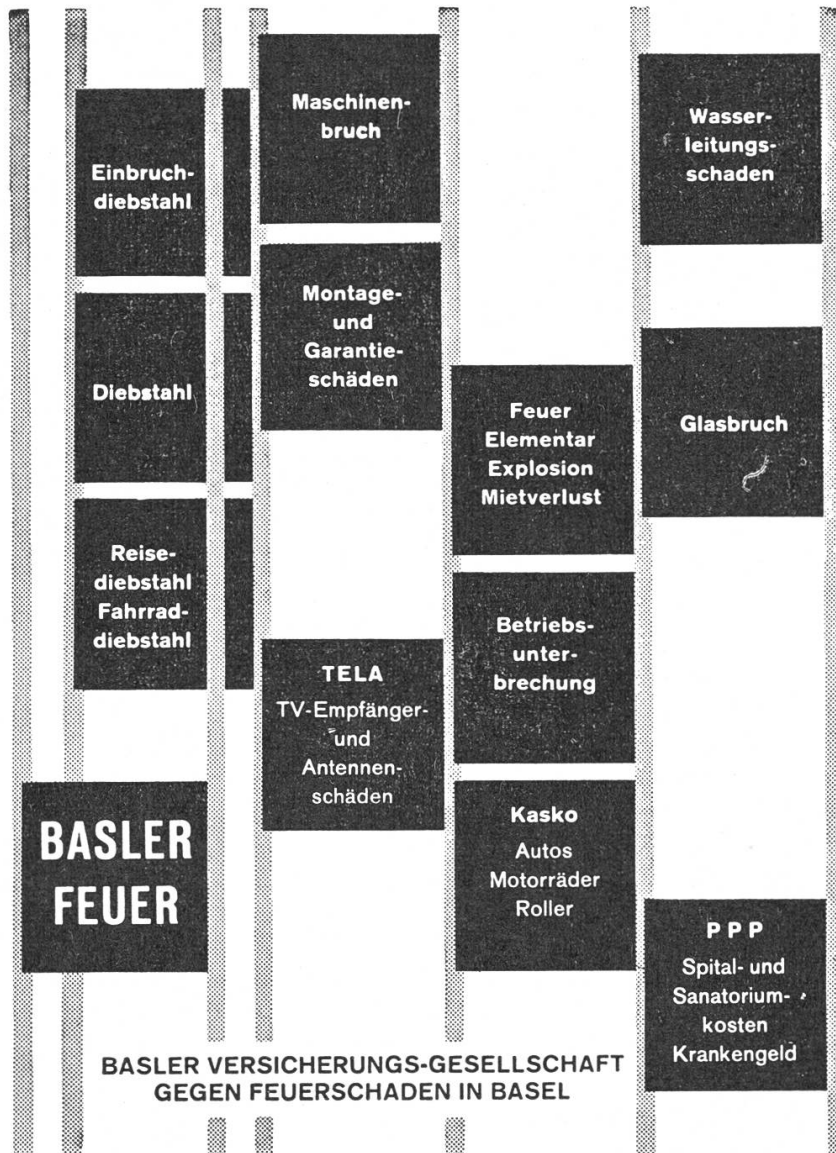 Einbruch-
diebstahl
Diebstahl
Reise-
diebstahl
Fahrrad-
diebstahl
BASLER
FEUER
Maschinen-
bruch
Montage-
und
Garantie-
schäden
TELA
TV-Empfänger-
und
Antennen-
schäden
Feuer
Elementar
Explosion
Mietverlust
Betriebs-
unter-
brechung
Kasko
Autos
Motorräder
Roller
Wasser-
leitungs-
schaden
Glasbruch
PPP
Spital- und
Sanatorium-
kosten
Krankengeld
BASLER VERSICHERUNGS-GESELLSCHAFT
GEGEN FEUERSCHADEN IN BASEL